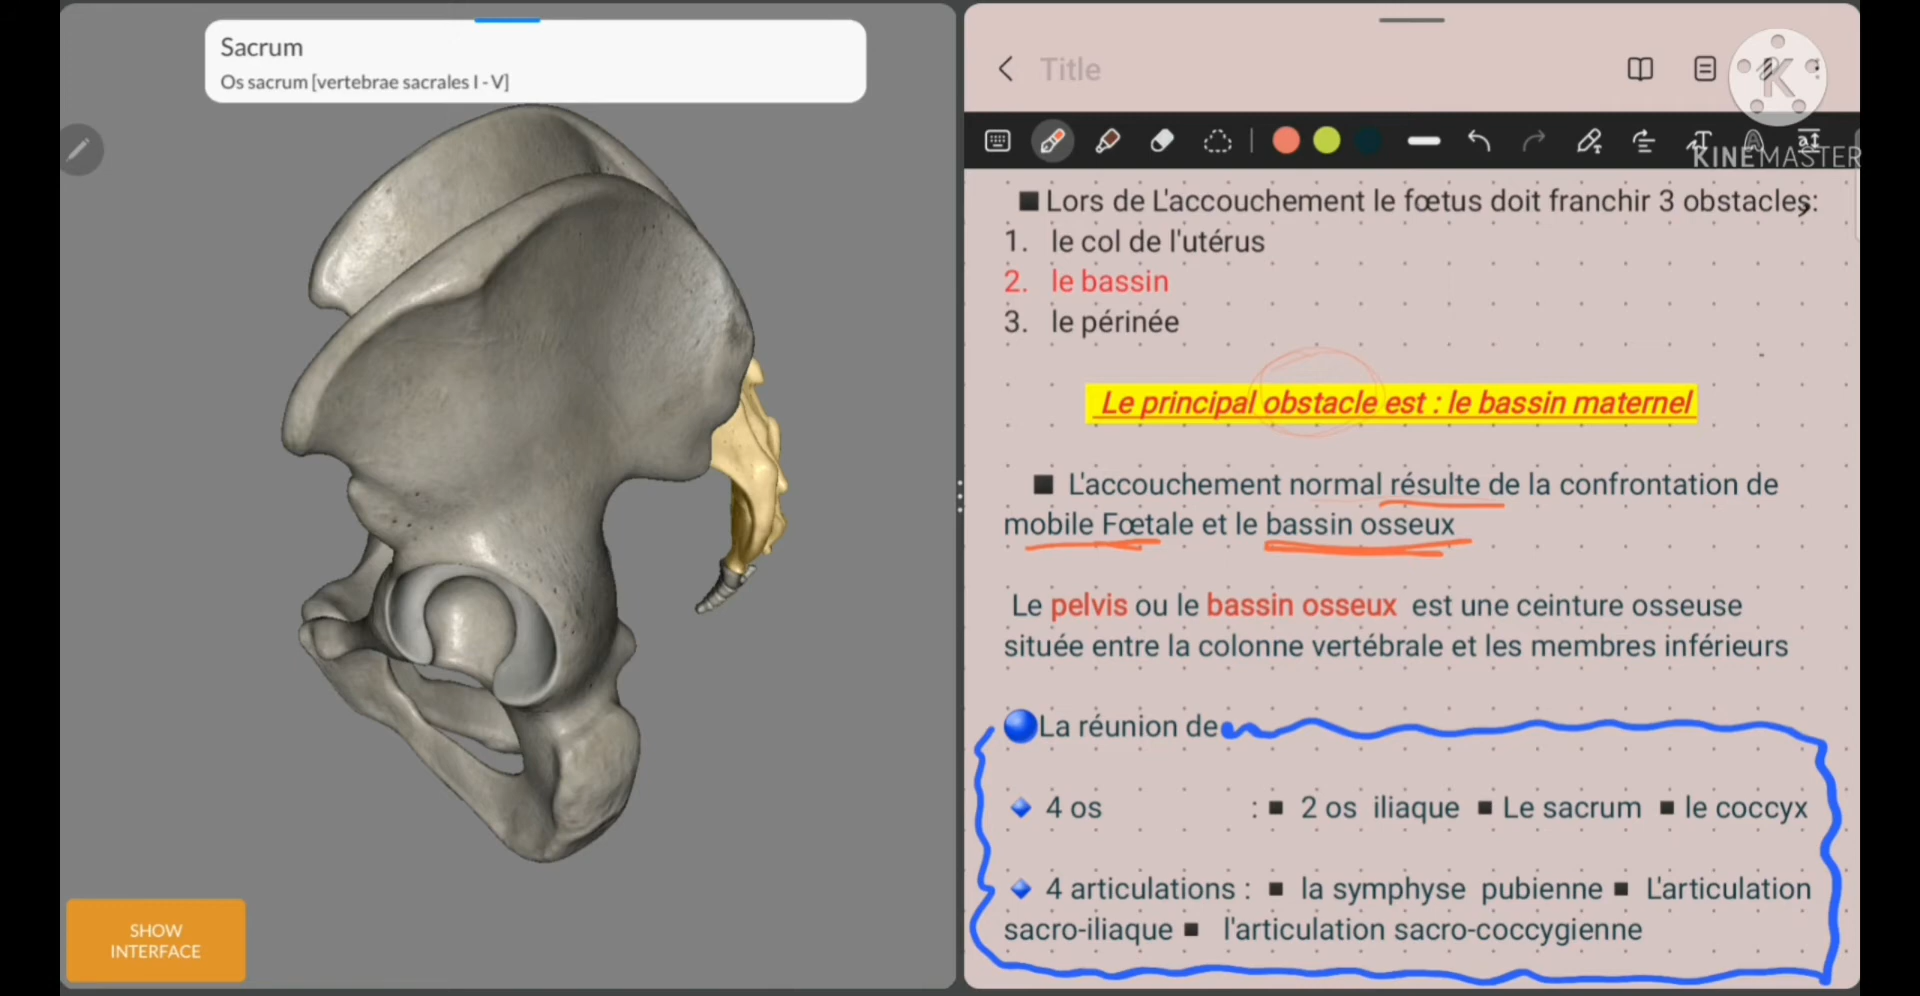 Sacrum
Os sacrum [vertebrae sacrales I - V]
SHOW
INTERFACE
Title
KINEMASTER
■ Lors de L'accouchement le fœtus doit franchir 3 obstacles:
1. le col de l'utérus
2. le bassin
3. le périnée
Le principal obstacle est : le bassin maternel
■ L'accouchement normal résulte de la confrontation de
mobile Fœtale et le bassin osseux
Le pelvis ou le bassin osseux est une ceinture osseuse
située entre la colonne vertébrale et les membres inférieurs
La réunion de
4 os : ■ 2 os iliaque ■ Le sacrum ■ le coccyx
4 articulations : ■ la symphyse pubienne ■ L'articulation
sacro-iliaque ■ l'articulation sacro-coccygienne